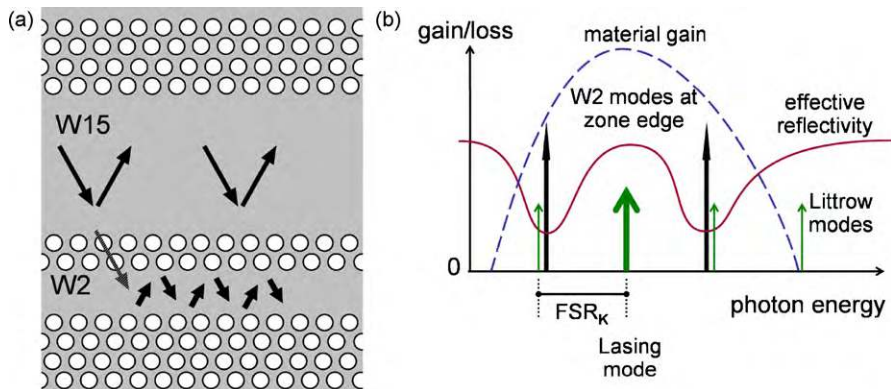 (a)
W15
W2
(b)
gain/loss
material gain
W2 modes at
zone edge
effective
reflectivity
Littrow
modes
0
photon energy
FSR_K
Lasing
mode